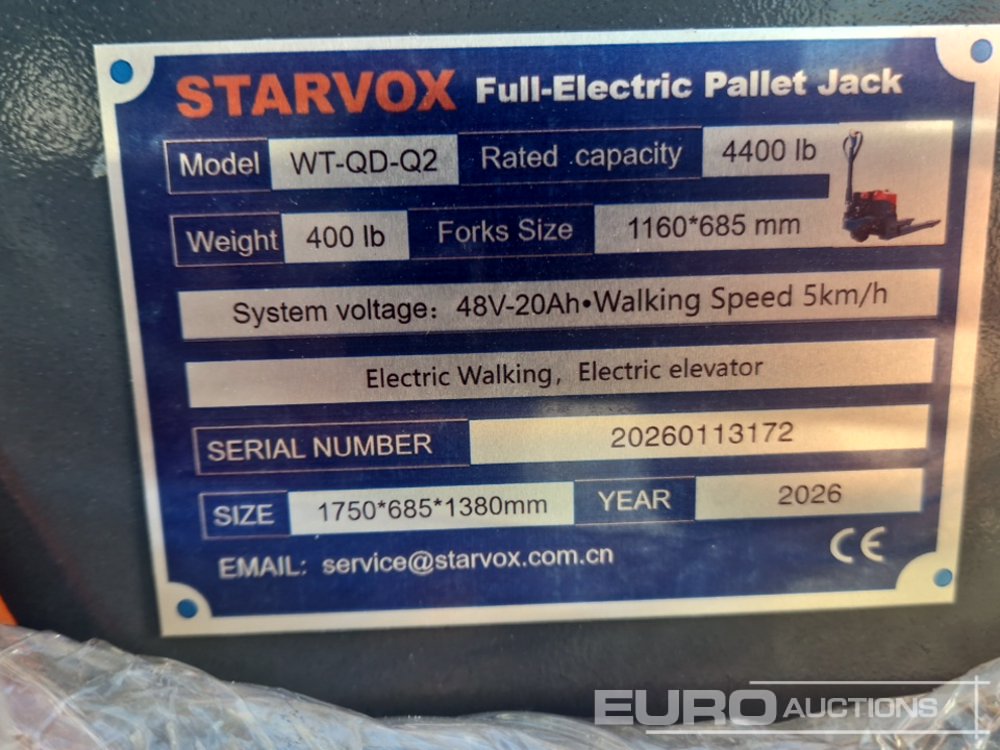 STARVOX Full-Electric Pallet Jack
Model WT-QD-Q2 Rated .capacity 4400 lb
Weight 400 lb Forks Size 1160*685 mm
System voltage: 48V-20Ah•Walking Speed 5km/h
Electric Walking, Electric elevator
SERIAL NUMBER 20260113172
SIZE 1750*685*1380mm YEAR 2026
EMAIL: service@starvox.com.cn CE
EURO AUCTIONS